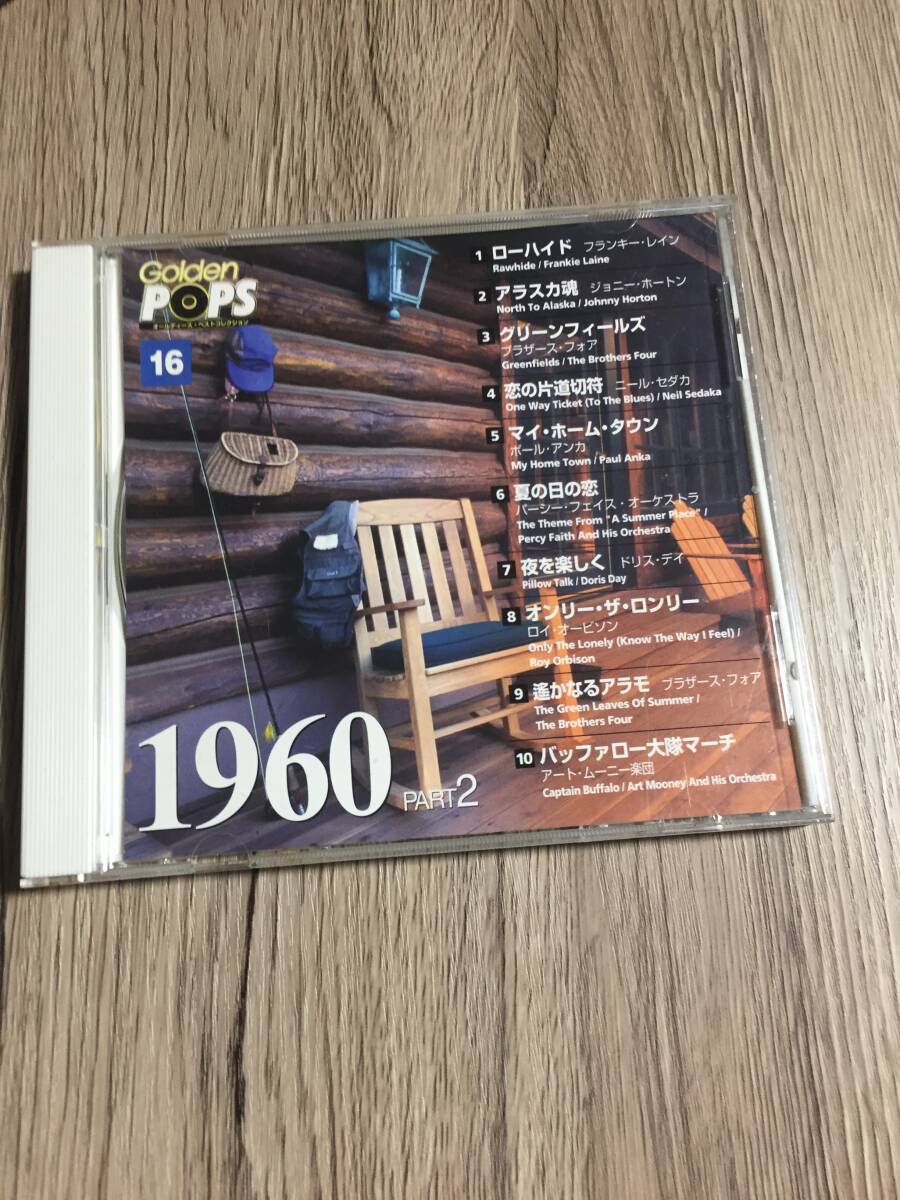 Golden
POPS
オールディーズ・ベストコレクション
16
1 ローハイド フランキー・レイン
Rawhide / Frankie Laine
2 アラスカ魂 ジョニー・ホートン
North To Alaska / Johnny Horton
3 グリーンフィールズ
ブラザース・フォア
Greenfields / The Brothers Four
4 恋の片道切符 ニール・セダカ
One Way Ticket (To The Blues) / Neil Sedaka
5 マイ・ホーム・タウン
ポール・アンカ
My Home Town / Paul Anka
6 夏の日の恋
パーシー・フェイス・オーケストラ
The Theme From "A Summer Place" /
Percy Faith And His Orchestra
7 夜を楽しく ドリス・デイ
Pillow Talk / Doris Day
8 オンリー・ザ・ロンリー
ロイ・オービソン
Only The Lonely (Know The Way I Feel) /
Roy Orbison
9 遙かなるアラモ ブラザース・フォア
The Green Leaves Of Summer /
The Brothers Four
10 バッファロー大隊マーチ
アート・ムーニー楽団
Captain Buffalo / Art Mooney And His Orchestra
1960 PART2